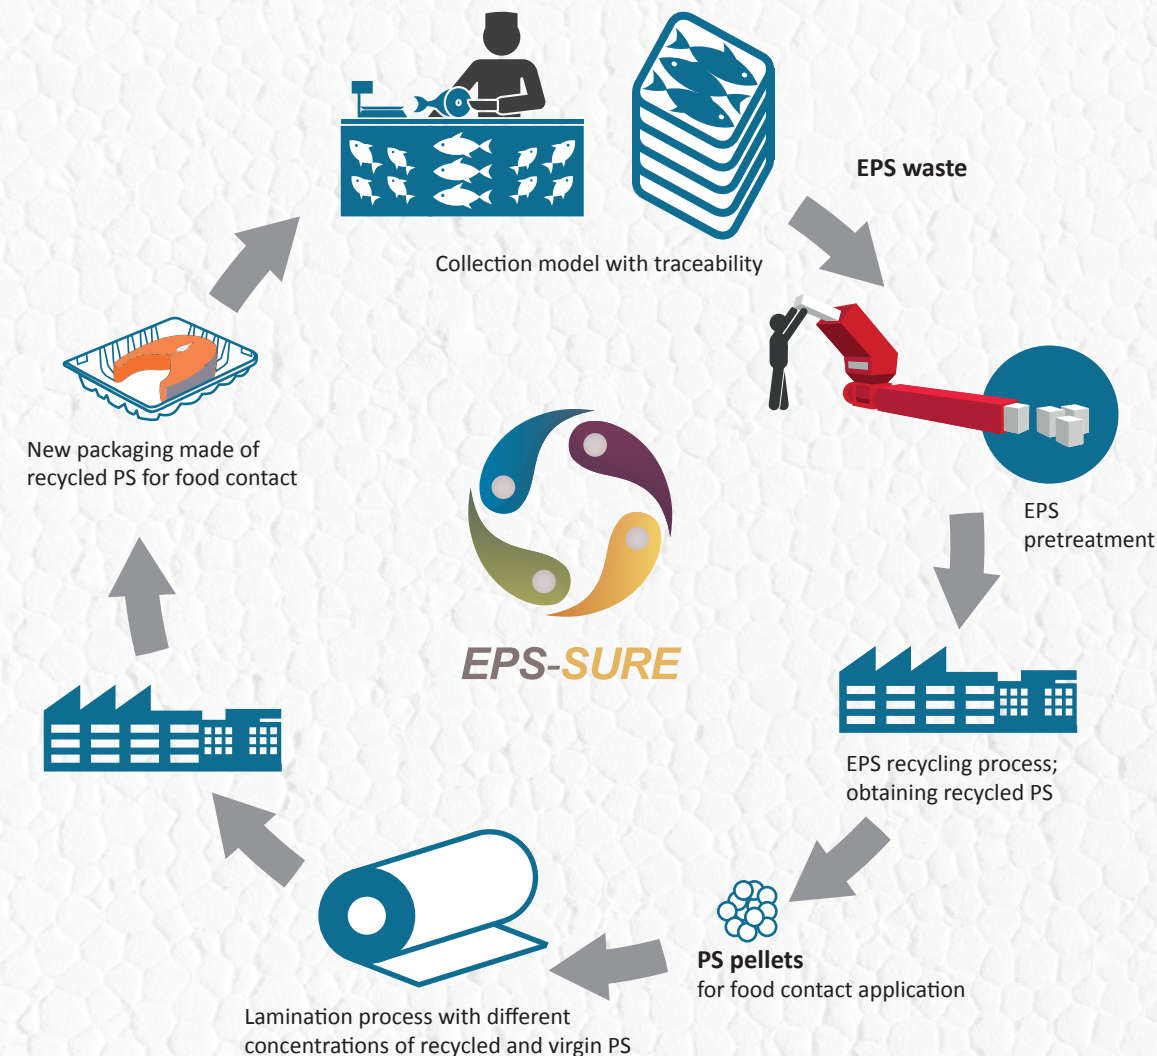 EPS waste
Collection model with traceability
New packaging made of
recycled PS for food contact
EPS
pretreatment
EPS-SURE
EPS recycling process;
obtaining recycled PS
PS pellets
for food contact application
Lamination process with different
concentrations of recycled and virgin PS